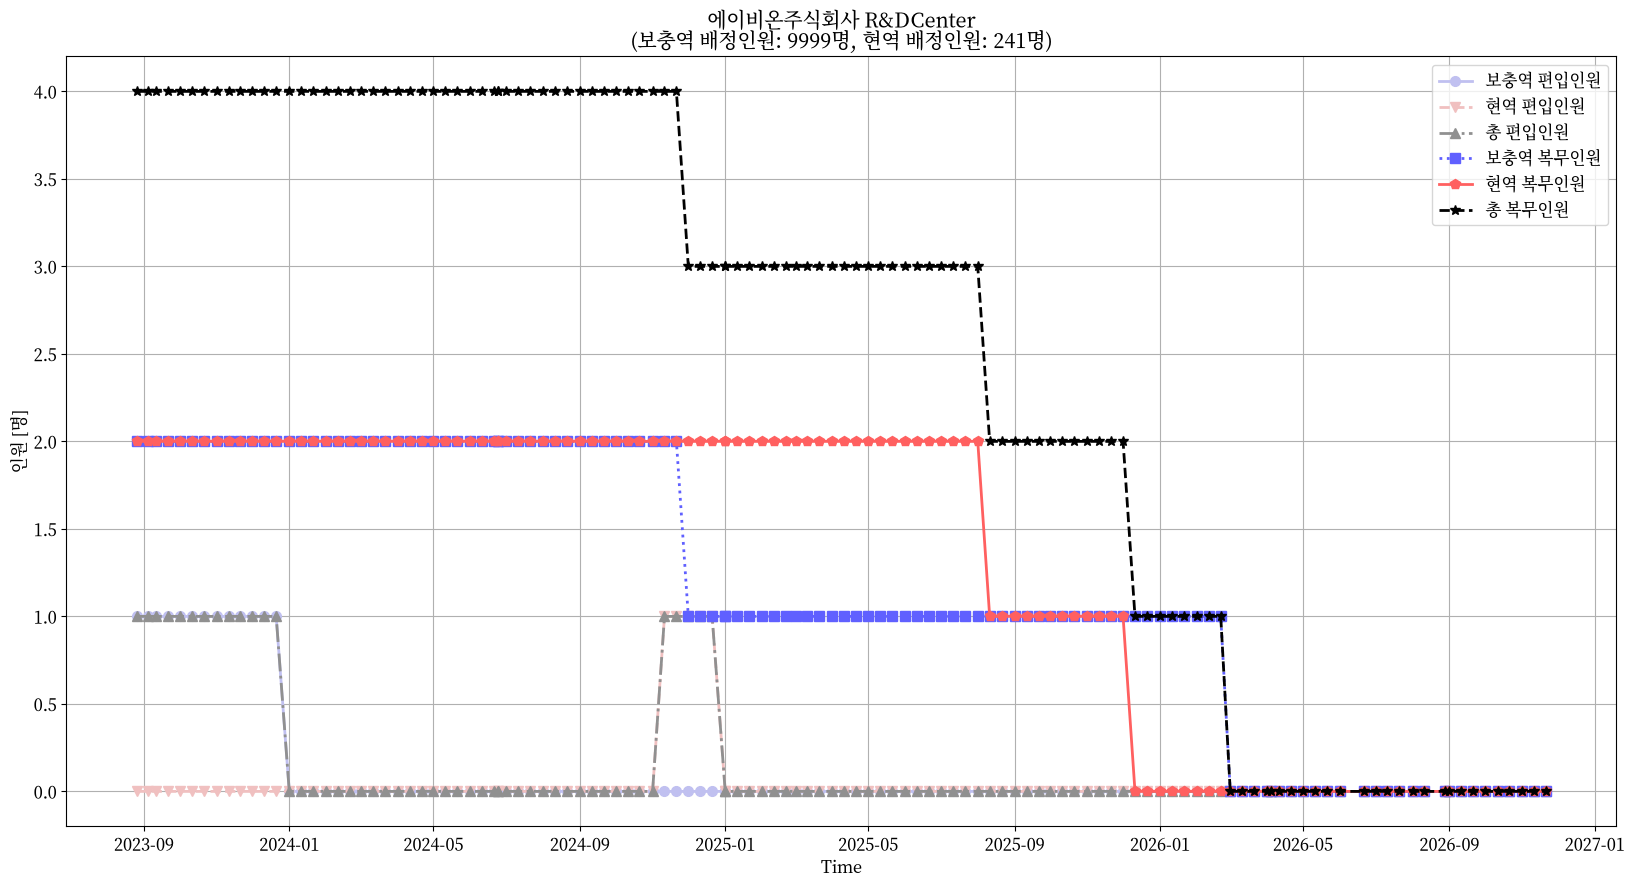 에이비온주식회사 R&DCenter
(보충역 배정인원: 9999명, 현역 배정인원: 241명)
보충역 편입인원
현역 편입인원
총 편입인원
보충역 복무인원
현역 복무인원
총 복무인원
인원 [명]
4.0
3.5
3.0
2.5
2.0
1.5
1.0
0.5
0.0
2023-09
2024-01
2024-05
2024-09
2025-01
2025-05
2025-09
2026-01
2026-05
2026-09
2027-01
Time